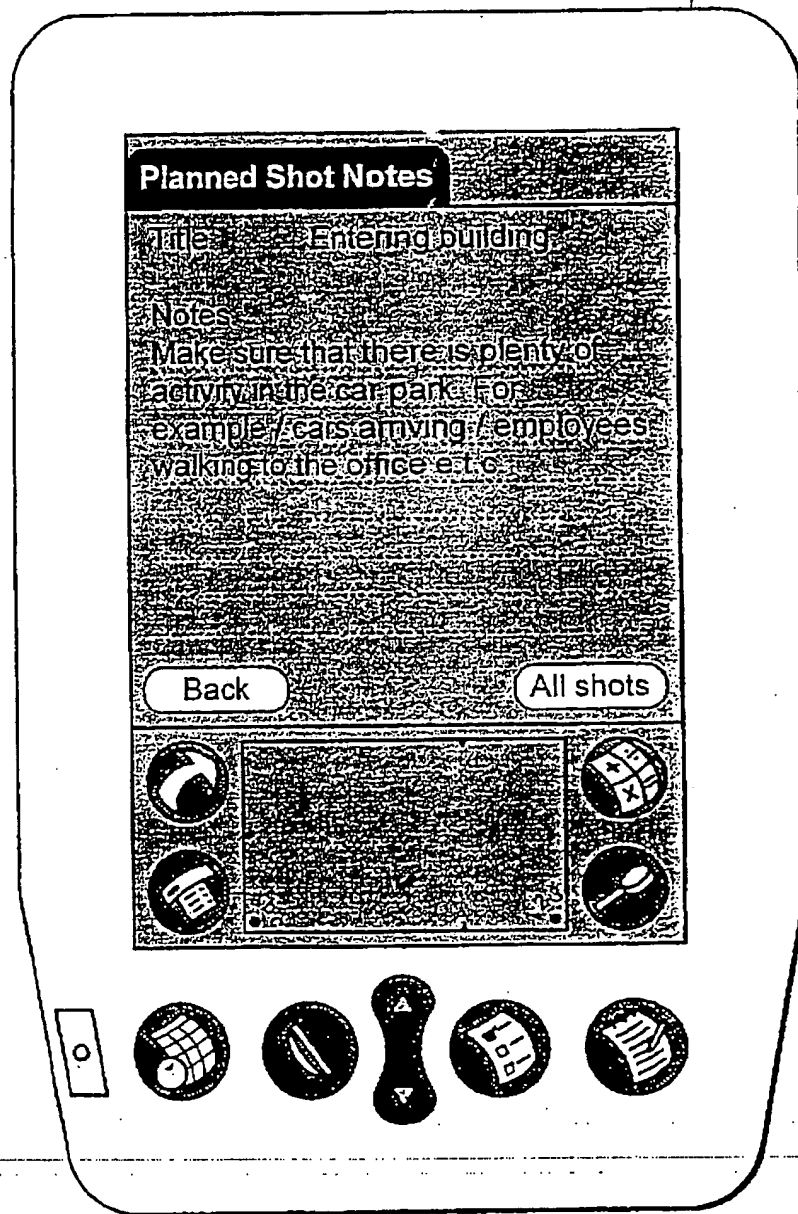 Planned Shot Notes
Title Entering building
Notes
Make sure that there is plenty of
activity in the car park. For
example / cars arriving / employees
walking to the office e.t.c
Back All shots